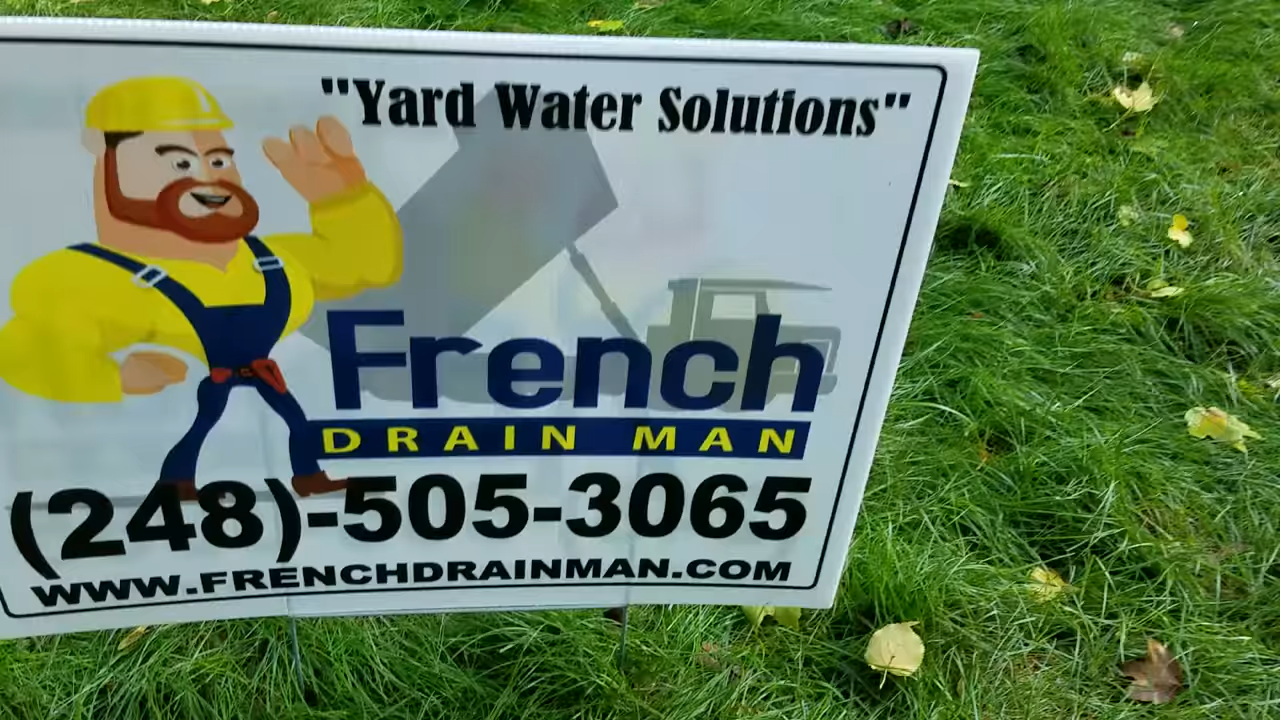 "Yard Water Solutions"
French
DRAIN MAN
(248)-505-3065
WWW.FRENCHDRAINMAN.COM